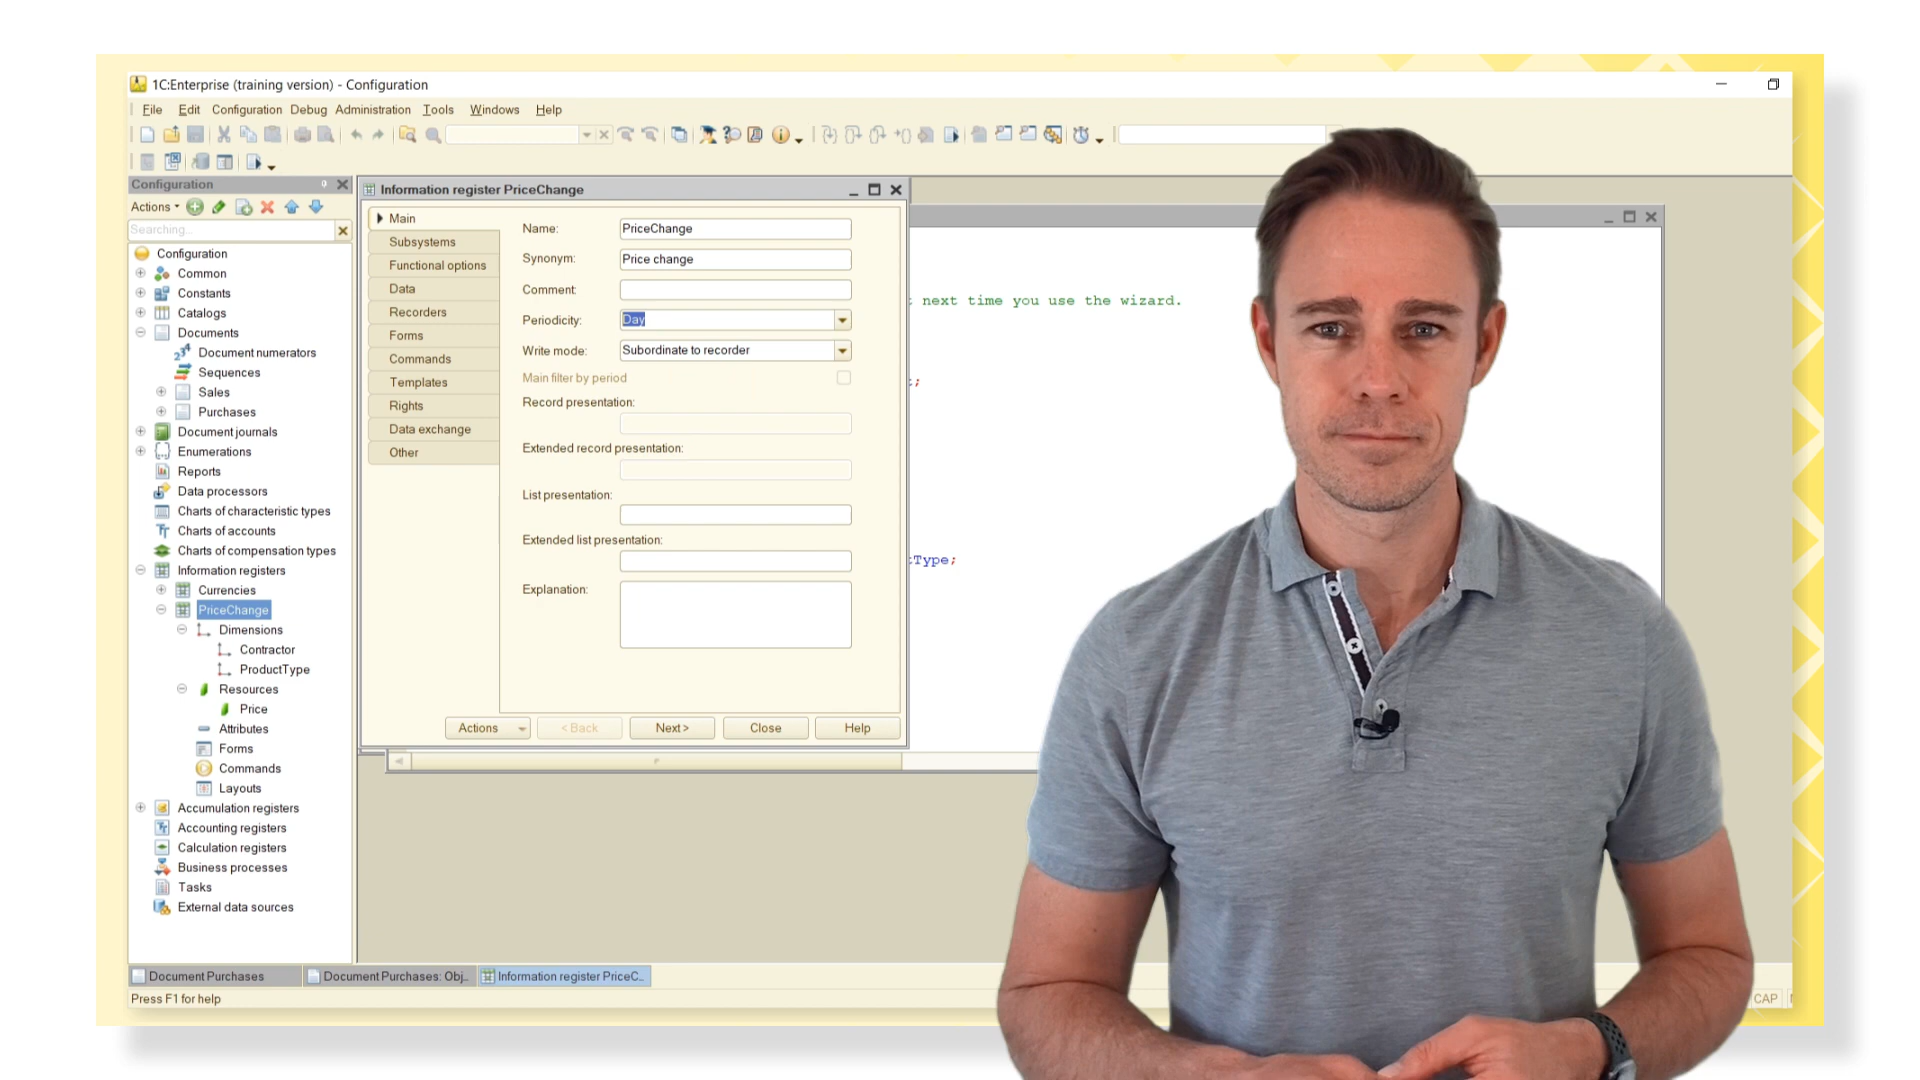 1C:Enterprise (training version) - Configuration
File Edit Configuration Debug Administration Tools Windows Help
Configuration
Actions
Searching...
Configuration
Common
Constants
Catalogs
Documents
Document numerators
Sequences
Sales
Purchases
Document journals
Enumerations
Reports
Data processors
Charts of characteristic types
Charts of accounts
Charts of compensation types
Information registers
Currencies
PriceChange
Dimensions
Contractor
ProductType
Resources
Price
Attributes
Forms
Commands
Layouts
Accumulation registers
Accounting registers
Calculation registers
Business processes
Tasks
External data sources
Information register PriceChange
Main
Subsystems
Functional options
Data
Recorders
Forms
Commands
Templates
Rights
Data exchange
Other
Name: PriceChange
Synonym: Price change
Comment:
Periodicity: Day
Write mode: Subordinate to recorder
Main filter by period
Record presentation:
Extended record presentation:
List presentation:
Extended list presentation:
Explanation:
Actions < Back Next > Close Help
next time you use the wizard.
;
tType;
Document Purchases Document Purchases: Obj... Information register PriceC...
Press F1 for help
CAP